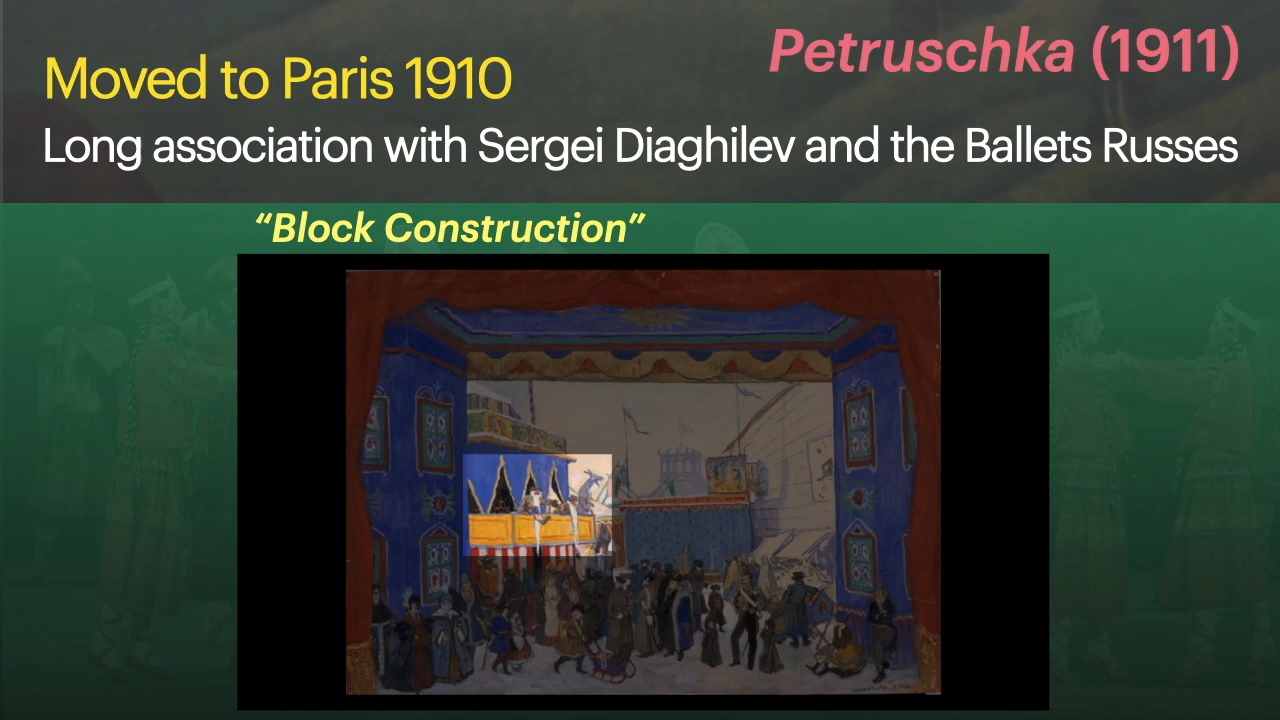 Petruschka (1911)
Moved to Paris 1910
Long association with Sergei Diaghilev and the Ballets Russes
“Block Construction”